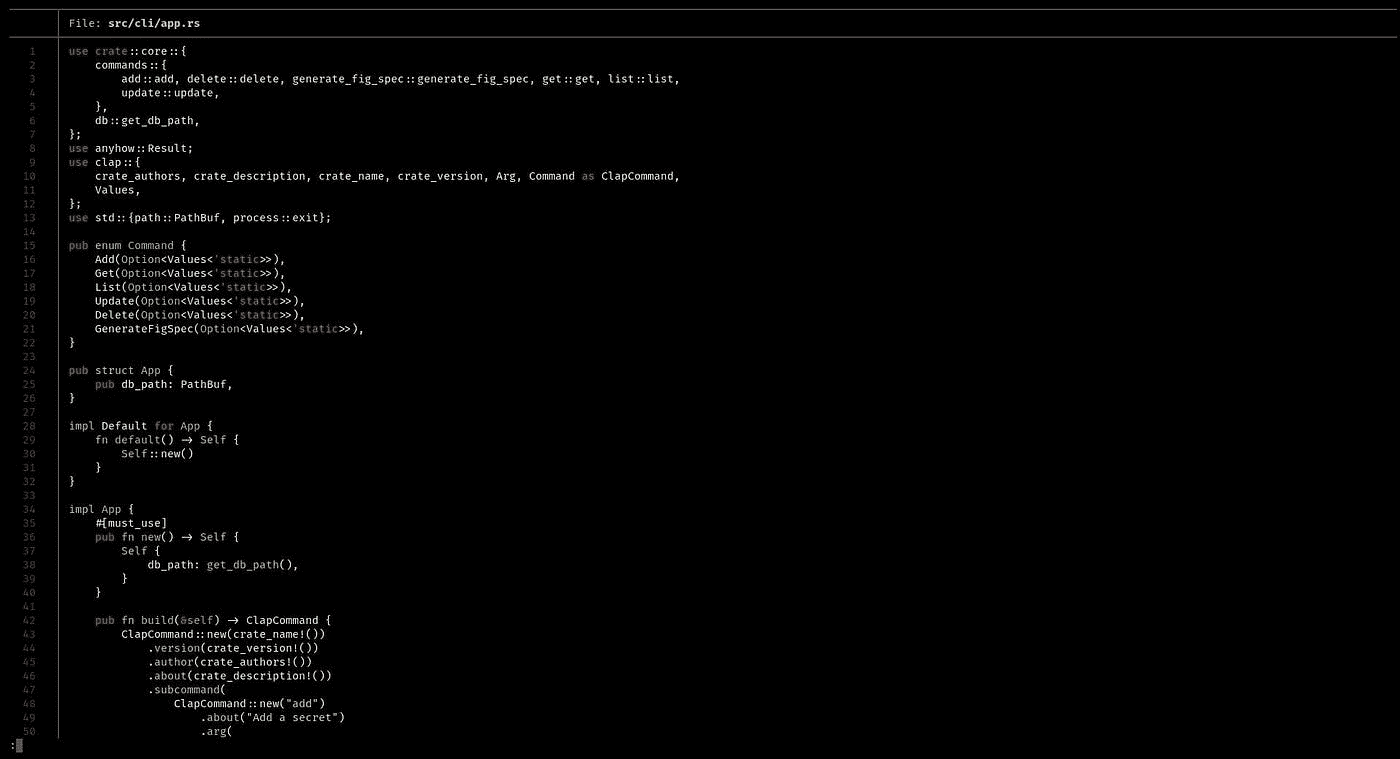 File: src/cli/app.rs
1 use crate::core::{
2     commands::{
3         add::add, delete::delete, generate_fig_spec::generate_fig_spec, get::get, list::list,
4         update::update,
5     },
6     db::get_db_path,
7 };
8 use anyhow::Result;
9 use clap::{
10     crate_authors, crate_description, crate_name, crate_version, Arg, Command as ClapCommand,
11     Values,
12 };
13 use std::{path::PathBuf, process::exit};
14
15 pub enum Command {
16     Add(Option<Values<'static>>),
17     Get(Option<Values<'static>>),
18     List(Option<Values<'static>>),
19     Update(Option<Values<'static>>),
20     Delete(Option<Values<'static>>),
21     GenerateFigSpec(Option<Values<'static>>),
22 }
23
24 pub struct App {
25     pub db_path: PathBuf,
26 }
27
28 impl Default for App {
29     fn default() -> Self {
30         Self::new()
31     }
32 }
33
34 impl App {
35     #[must_use]
36     pub fn new() -> Self {
37         Self {
38             db_path: get_db_path(),
39         }
40     }
41
42     pub fn build(&self) -> ClapCommand {
43         ClapCommand::new(crate_name!())
44             .version(crate_version!())
45             .author(crate_authors!())
46             .about(crate_description!())
47             .subcommand(
48                 ClapCommand::new("add")
49                     .about("Add a secret")
50                     .arg(
: